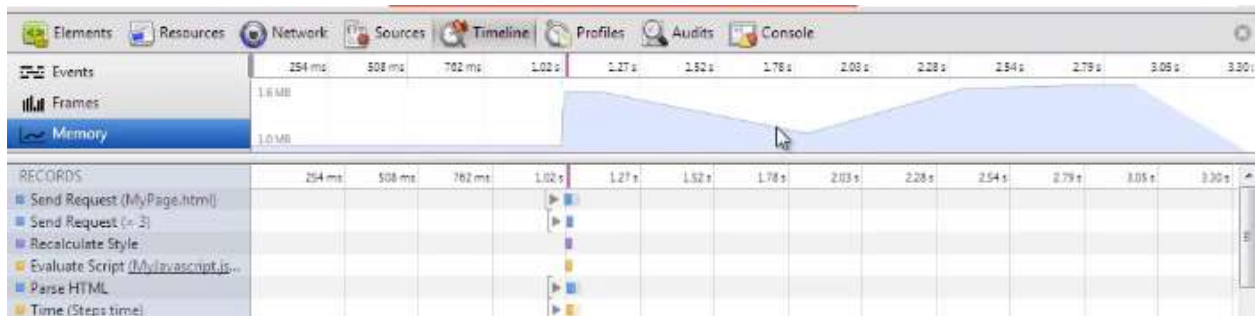 Elements Resources Network Sources Timeline Profiles Audits Console
Events
254 ms 508 ms 762 ms 1.02 s 1.27 s 1.52 s 1.78 s 2.03 s 2.28 s 2.54 s 2.79 s 3.05 s 3.30 s
1.6 MB
Frames
Memory
1.0 MB
RECORDS 254 ms 508 ms 762 ms 1.02 s 1.27 s 1.52 s 1.78 s 2.03 s 2.28 s 2.54 s 2.79 s 3.05 s 3.30 s
Send Request (MyPage.html)
Send Request (× 3)
Recalculate Style
Evaluate Script (MyJavascript.js...
Parse HTML
Time (Steps time)